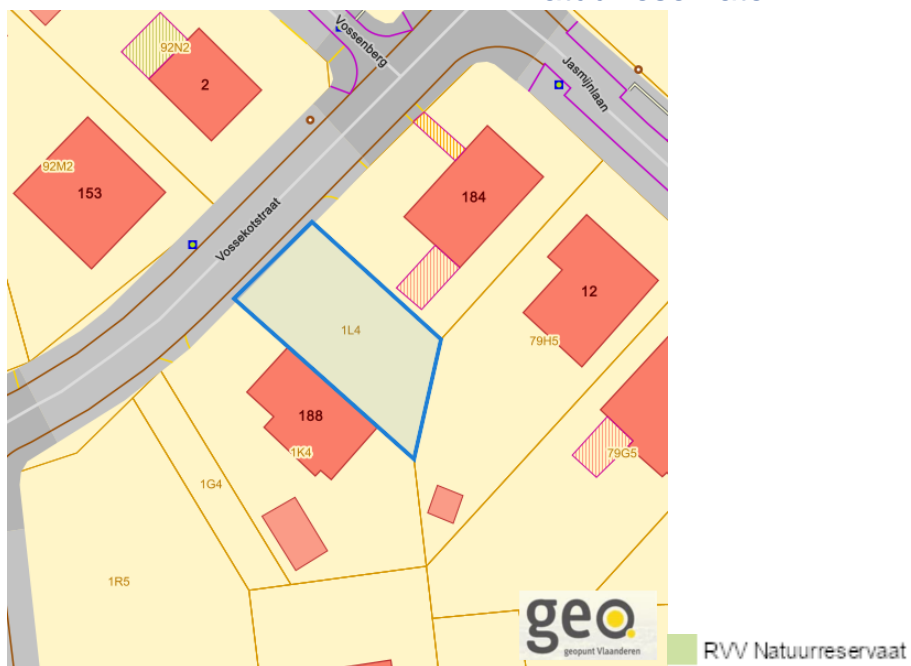 Vossenberg
92N2
2
Jasmijnlaan
92M2
153
184
Vossekotstraat
12
1L4
79H5
188
1K4
79G5
1G4
1R5
geo
geopunt Vlaanderen
RVV Natuurreservaat